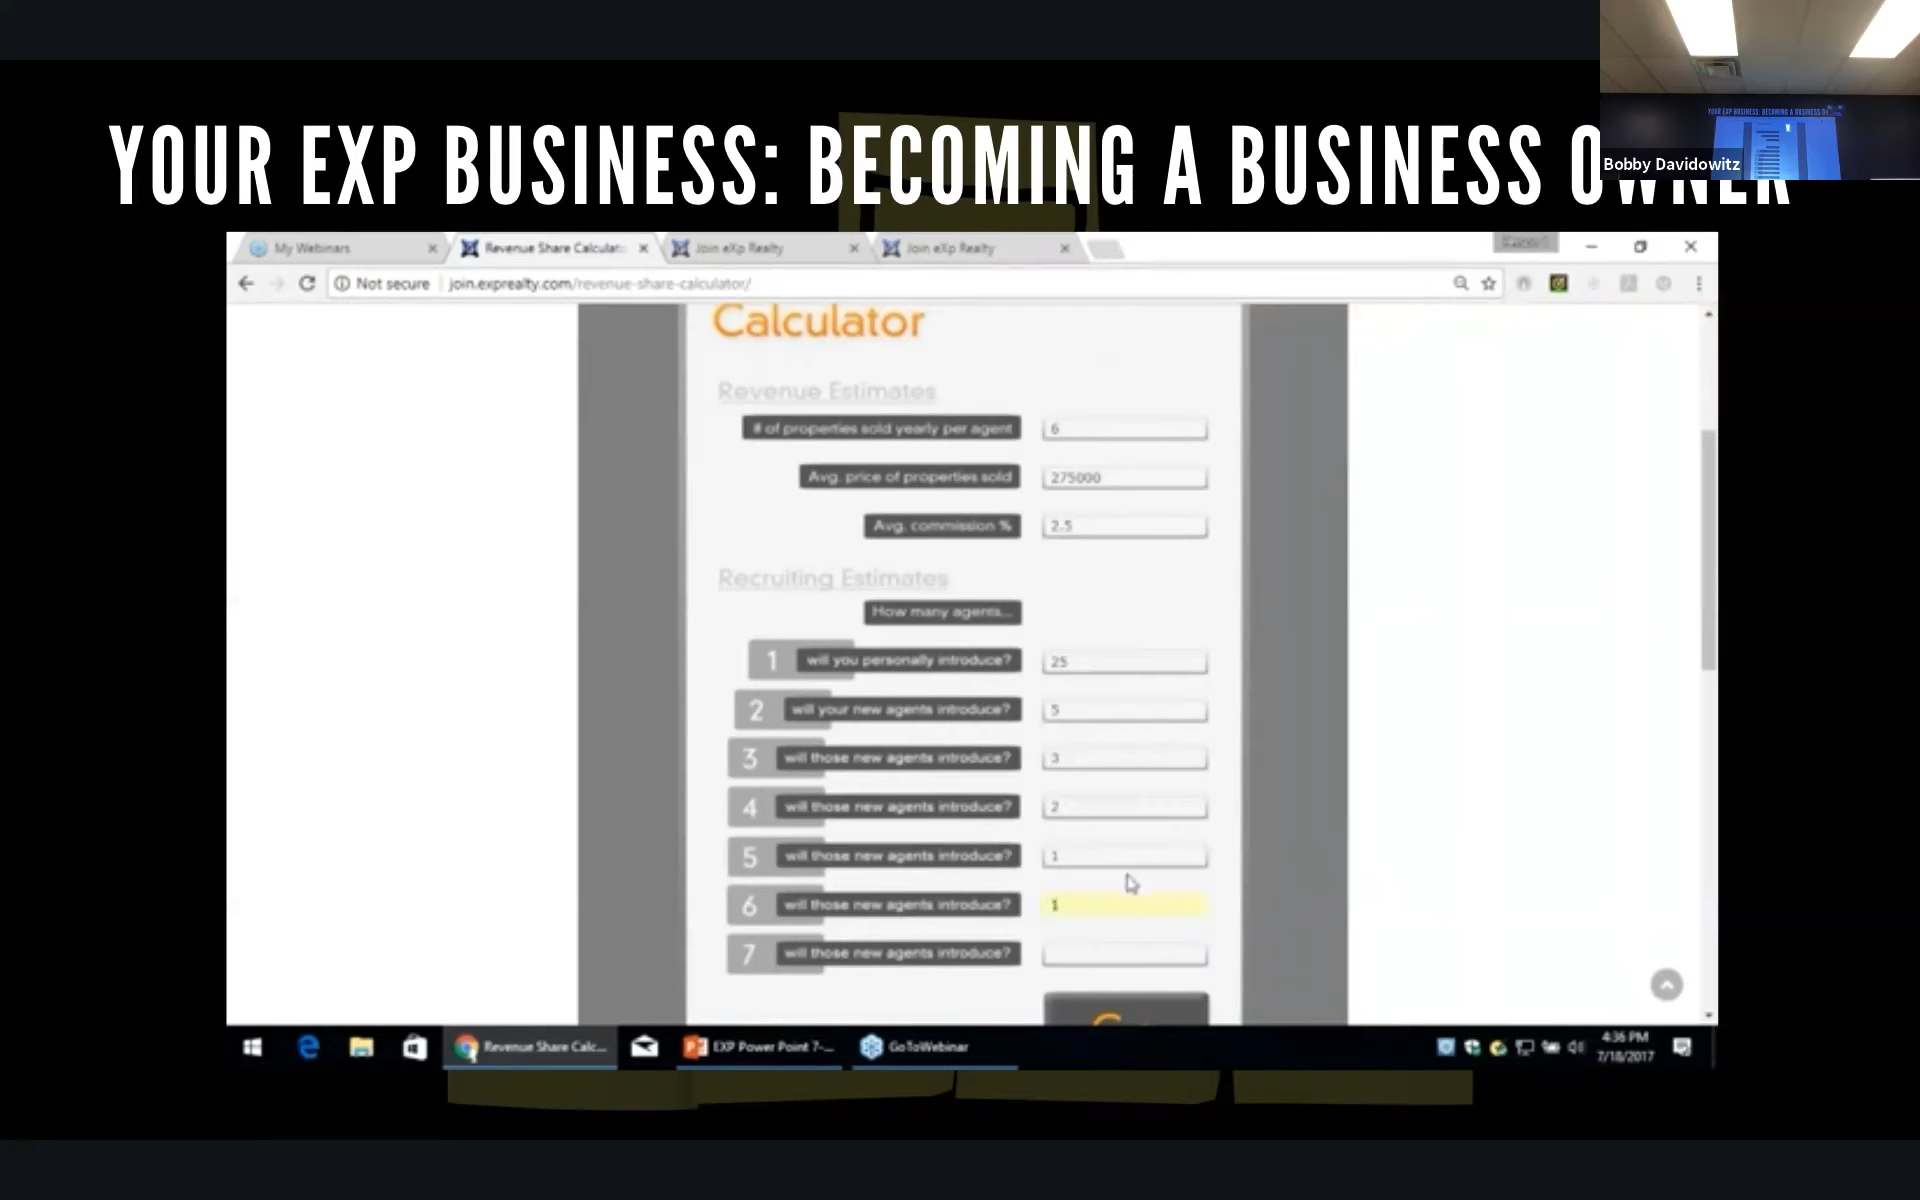 YOUR EXP BUSINESS: BECOMING A BUSINESS OWNER
YOUR EXP BUSINESS: BECOMING A BUSINESS
Bobby Davidowitz
My Webinars
Revenue Share Calculat
Join eXp Realty
Join eXp Realty
Not secure
join.exprealty.com/revenue-share-calculator/
Calculator
Revenue Estimates
# of properties sold yearly per agent 6
Avg. price of properties sold 275000
Avg. commission % 2.5
Recruiting Estimates
How many agents...
1 will you personally introduce? 25
2 will your new agents introduce? 5
3 will those new agents introduce? 3
4 will those new agents introduce? 2
5 will those new agents introduce? 1
6 will those new agents introduce? 1
7 will those new agents introduce?
Revenue Share Calc...
EXP Power Point 7-...
GoToWebinar
4:36 PM
7/18/2017